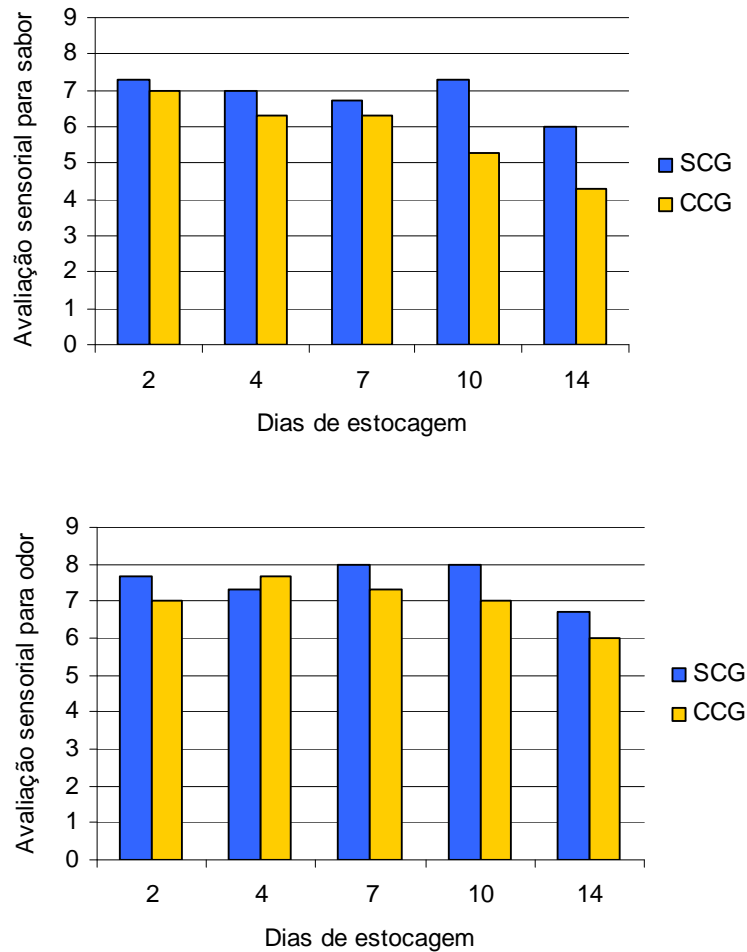 Avaliação sensorial para sabor
9
8
7
6
5
4
3
2
1
0
2 4 7 10 14
Dias de estocagem
SCG
CCG
Avaliação sensorial para odor
9
8
7
6
5
4
3
2
1
0
2 4 7 10 14
Dias de estocagem
SCG
CCG